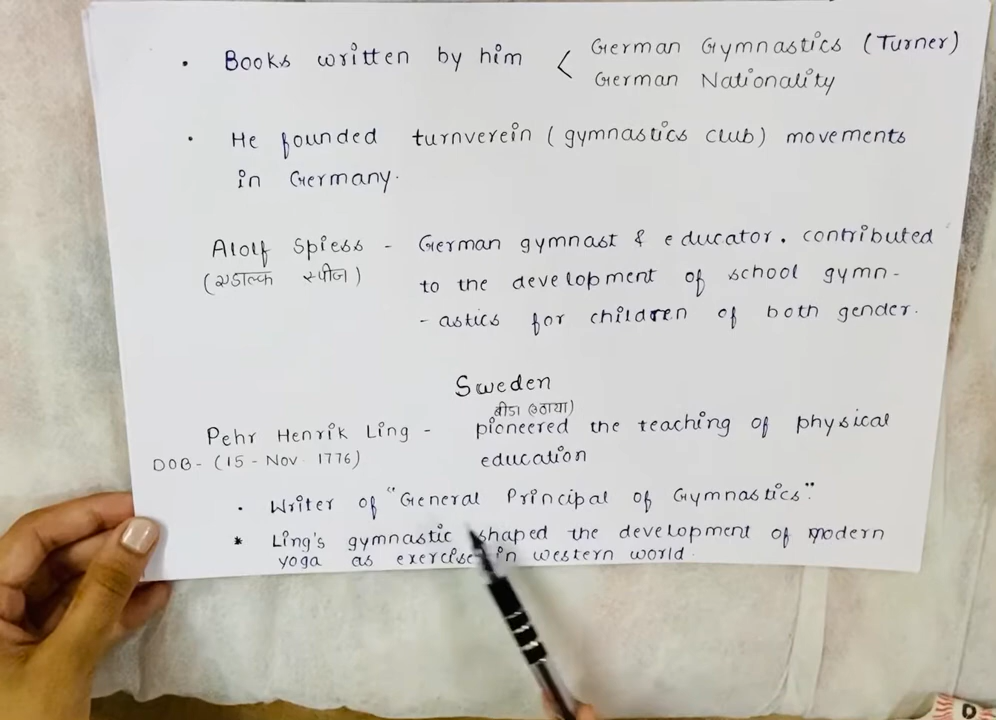 • Books written by him < German Gymnastics (Turner)
German Nationality
• He founded turnverein (gymnastics club) movements
in Germany.
Alolf Spiess - German gymnast & educator. contributed
(अडाल्फ स्पीज) to the development of school gymn-
-astics for children of both gender.
Sweden
बीडा उठाया)
Pehr Henrik Ling - pioneered the teaching of physical
DOB - (15 - Nov 1776) education
• Writer of "General Principal of Gymnastics."
* Ling's gymnastic shaped the development of modern
yoga as exercise in western world.
D